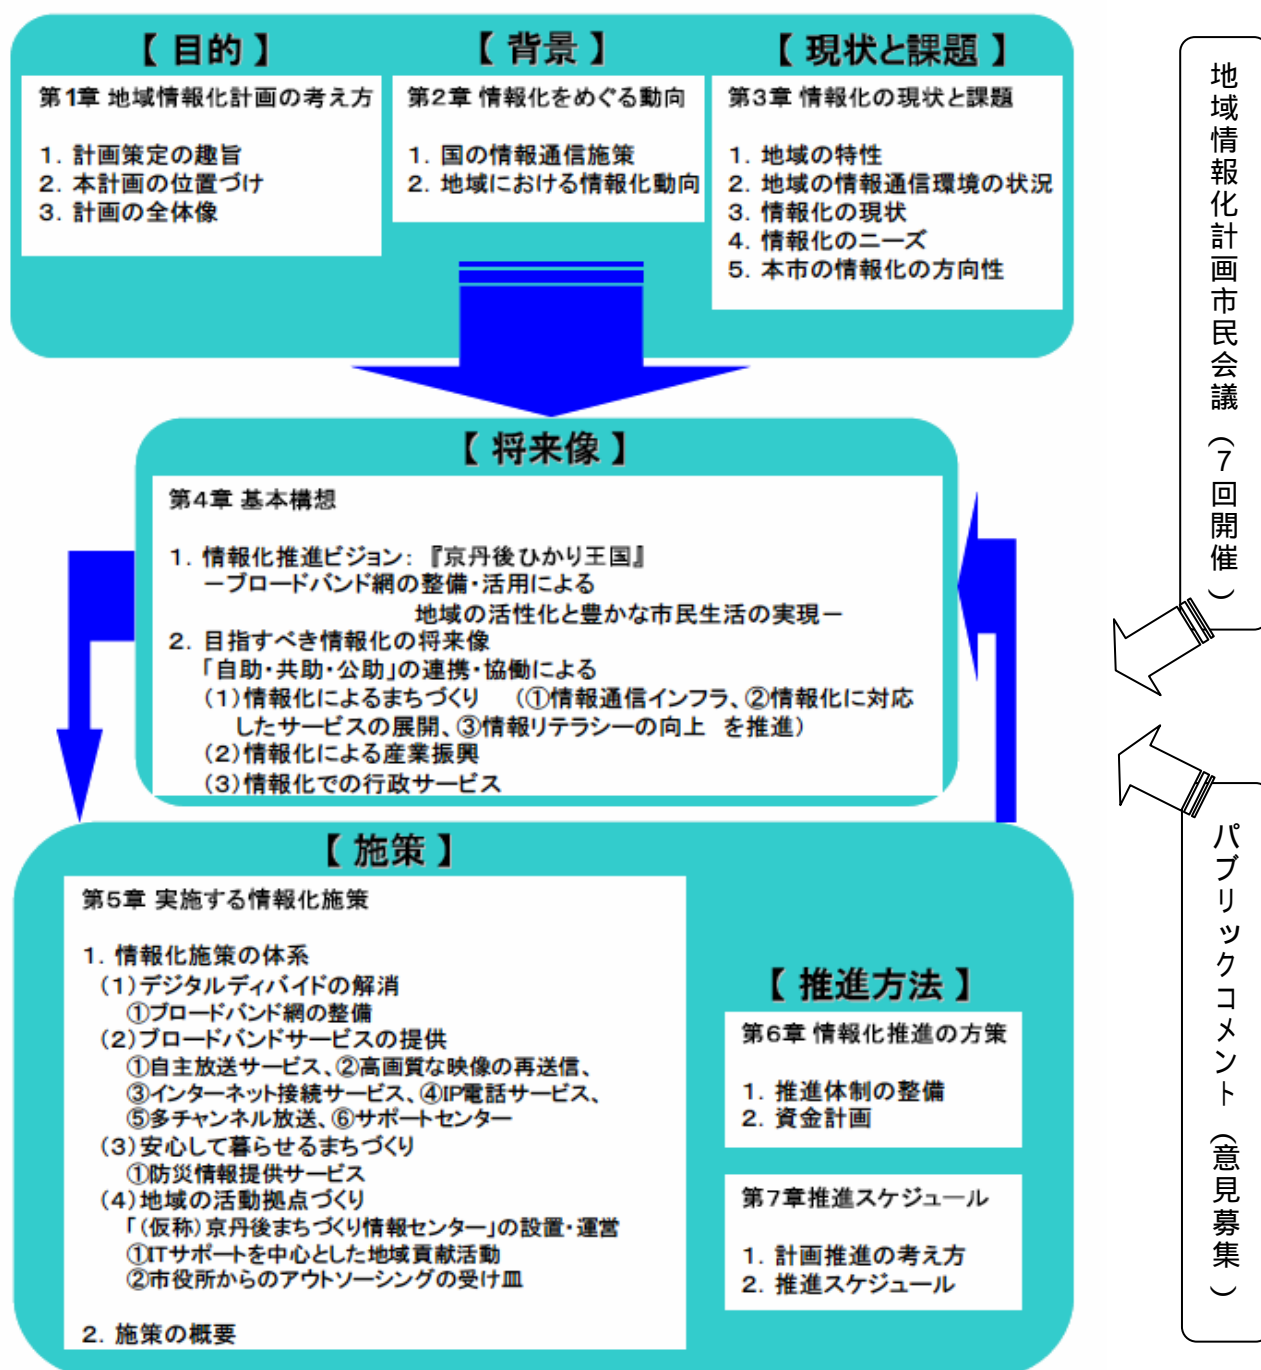 【 目的 】
第1章 地域情報化計画の考え方
1. 計画策定の趣旨
2. 本計画の位置づけ
3. 計画の全体像
【 背景 】
第2章 情報化をめぐる動向
1. 国の情報通信施策
2. 地域における情報化動向
【 現状と課題 】
第3章 情報化の現状と課題
1. 地域の特性
2. 地域の情報通信環境の状況
3. 情報化の現状
4. 情報化のニーズ
5. 本市の情報化の方向性
【 将来像 】
第4章 基本構想
1. 情報化推進ビジョン: 『京丹後ひかり王国』
－ブロードバンド網の整備・活用による
地域の活性化と豊かな市民生活の実現－
2. 目指すべき情報化の将来像
「自助・共助・公助」の連携・協働による
(1)情報化によるまちづくり (①情報通信インフラ、②情報化に対応
したサービスの展開、③情報リテラシーの向上 を推進)
(2)情報化による産業振興
(3)情報化での行政サービス
【 施策 】
第5章 実施する情報化施策
1. 情報化施策の体系
(1)デジタルディバイドの解消
①ブロードバンド網の整備
(2)ブロードバンドサービスの提供
①自主放送サービス、②高画質な映像の再送信、
③インターネット接続サービス、④IP電話サービス、
⑤多チャンネル放送、⑥サポートセンター
(3)安心して暮らせるまちづくり
①防災情報提供サービス
(4)地域の活動拠点づくり
「(仮称)京丹後まちづくり情報センター」の設置・運営
①ITサポートを中心とした地域貢献活動
②市役所からのアウトソーシングの受け皿
2. 施策の概要
【 推進方法 】
第6章 情報化推進の方策
1. 推進体制の整備
2. 資金計画
第7章推進スケジュール
1. 計画推進の考え方
2. 推進スケジュール
地域情報化計画市民会議(7回開催)
パブリックコメント(意見募集)